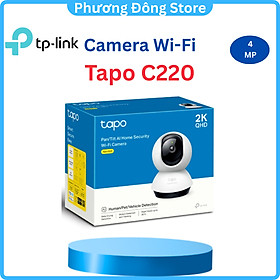 Phương Đông Store
tp-link Camera Wi-Fi
4
MP
Tapo C220
tapo
2K
QHD
Pan/Tilt AI Home Security
Wi-Fi Camera
Human/Pet/Vehicle Detection